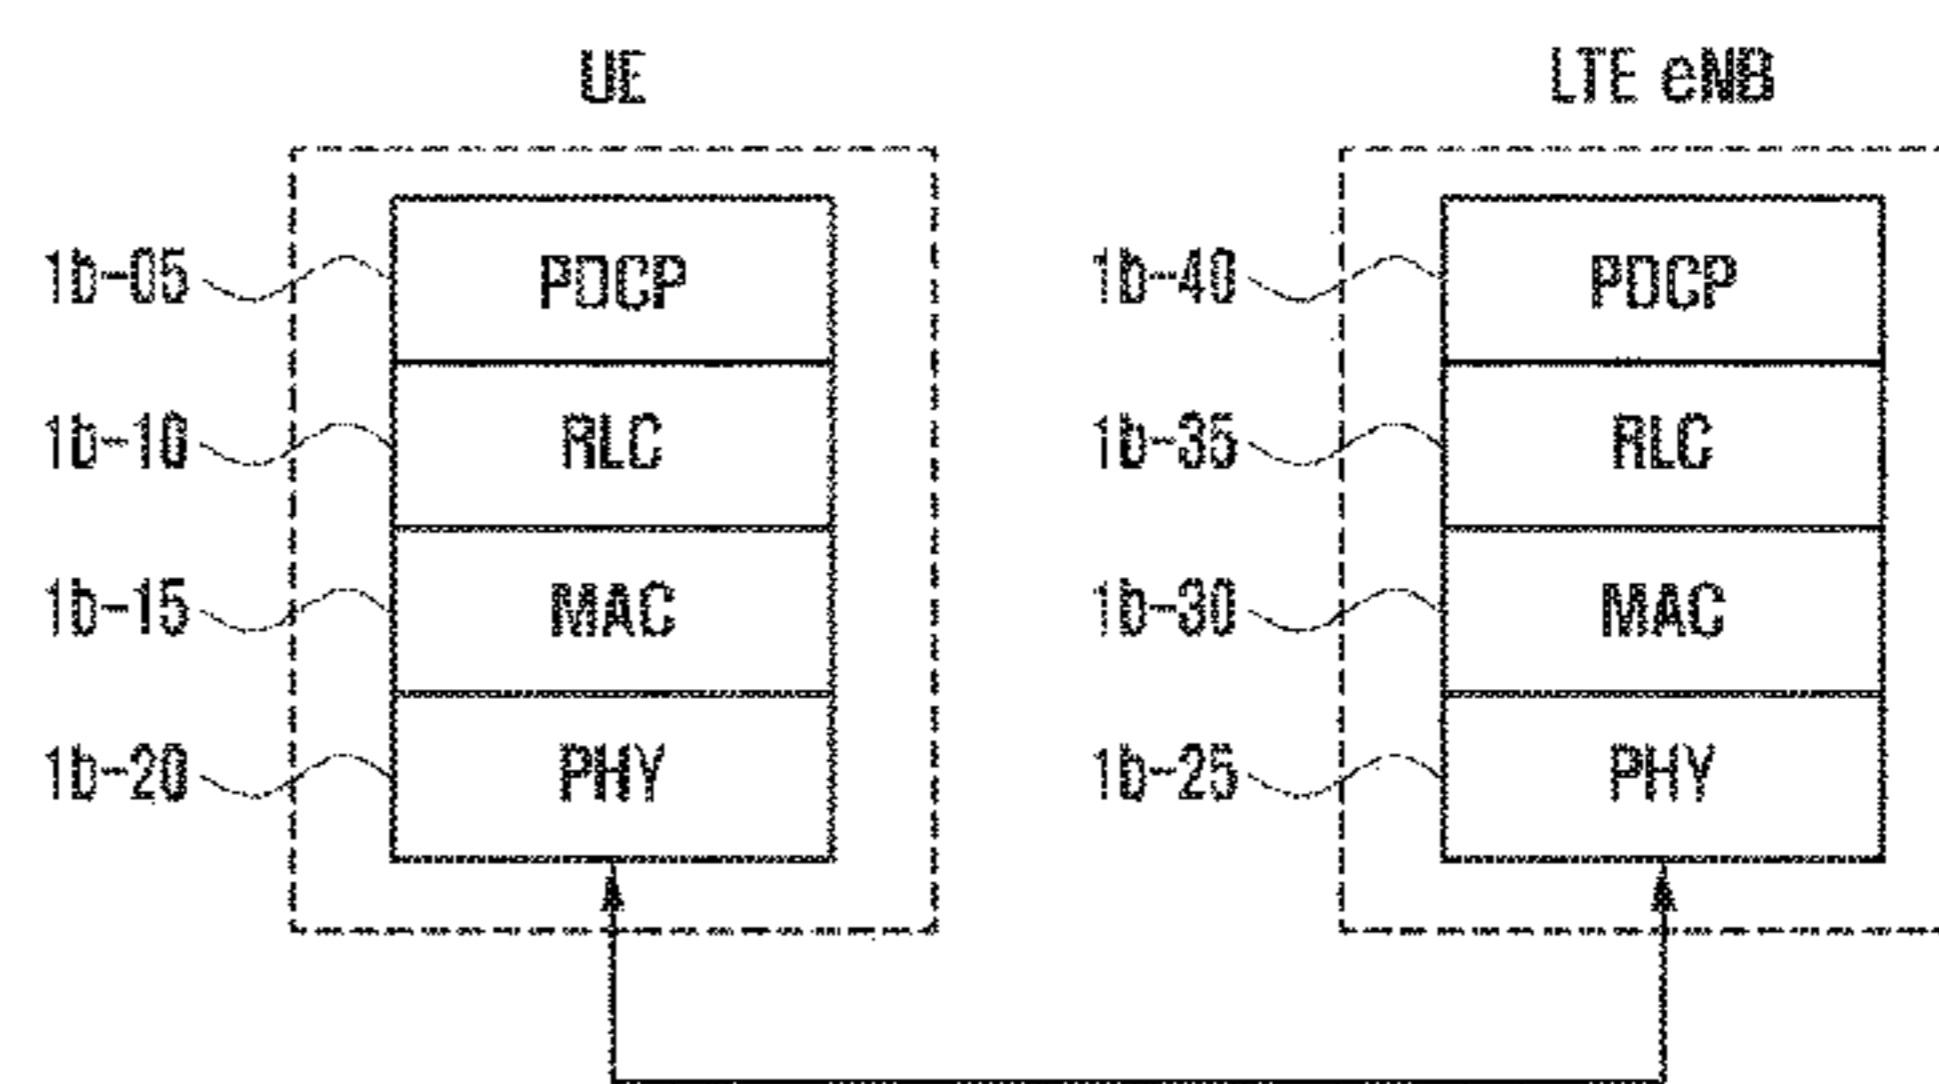 UE LTE eNB
1b-05 PDCP 1b-40 PDCP
1b-10 RLC 1b-35 RLC
1b-15 MAC 1b-30 MAC
1b-20 PHY 1b-25 PHY